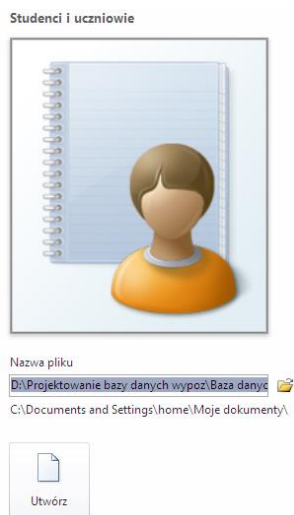 Studenci i uczniowie
Nazwa pliku
D:\Projektowanie bazy danych wypoz\Baza danyc
C:\Documents and Settings\home\Moje dokumenty\
Utwórz